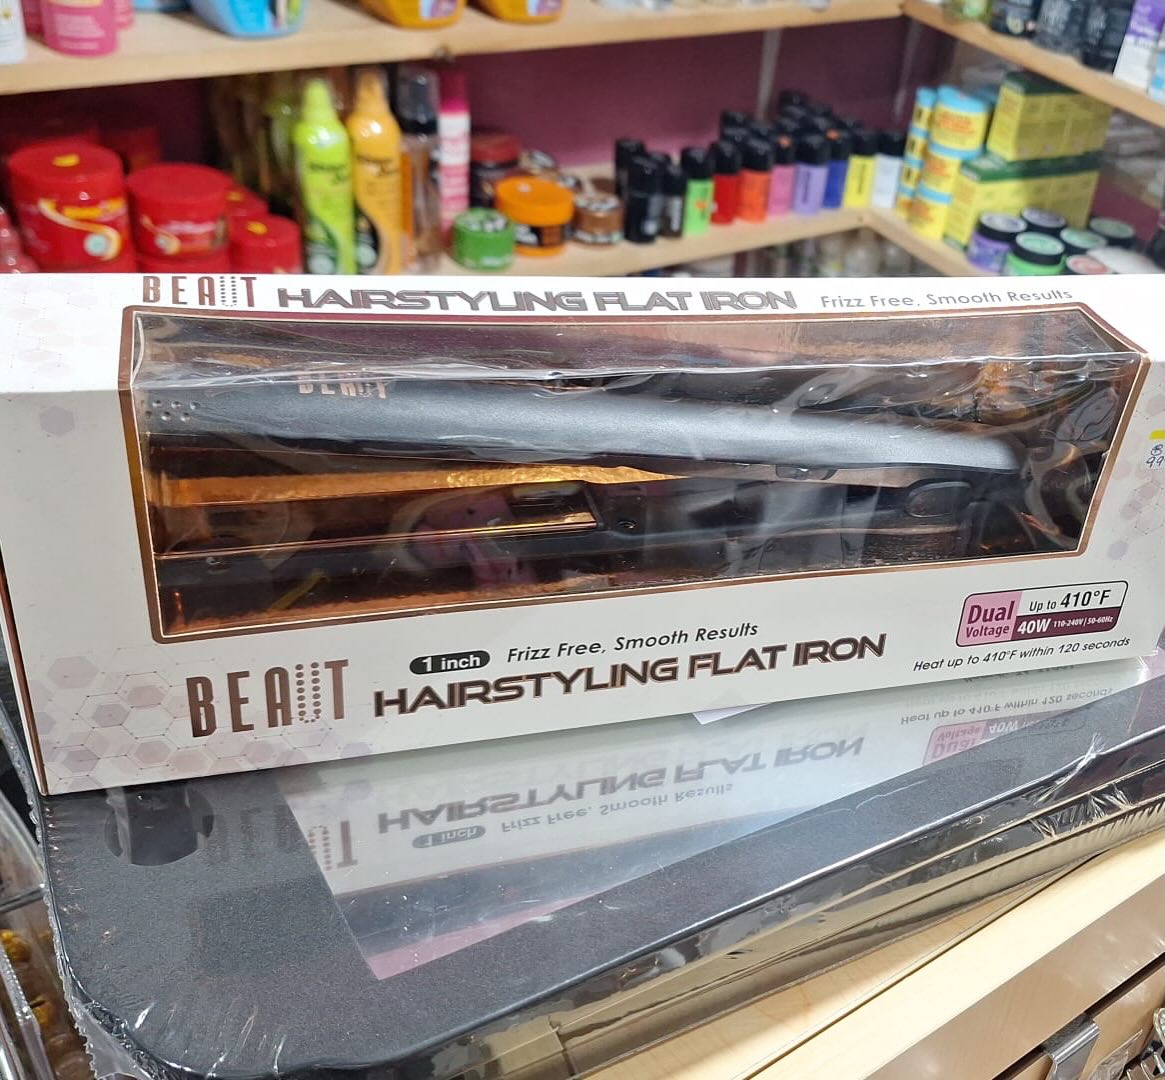 BEAUT HAIRSTYLING FLAT IRON Frizz Free, Smooth Results
BEAUT
1 inch Frizz Free, Smooth Results
BEAUT HAIRSTYLING FLAT IRON
Dual Voltage
Up to 410°F
40W 110-240V | 50-60Hz
Heat up to 410°F within 120 seconds